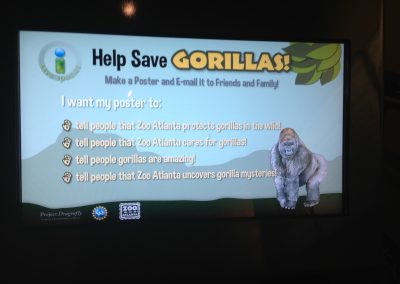 Help Save GORILLAS!
Make a Poster and E-mail it to Friends and Family!
I want my poster to:
tell people that Zoo Atlanta protects gorillas in the wild!
tell people that Zoo Atlanta cares for gorillas!
tell people gorillas are amazing!
tell people that Zoo Atlanta uncovers gorilla mysteries!
Project Dragonfly
ZOO